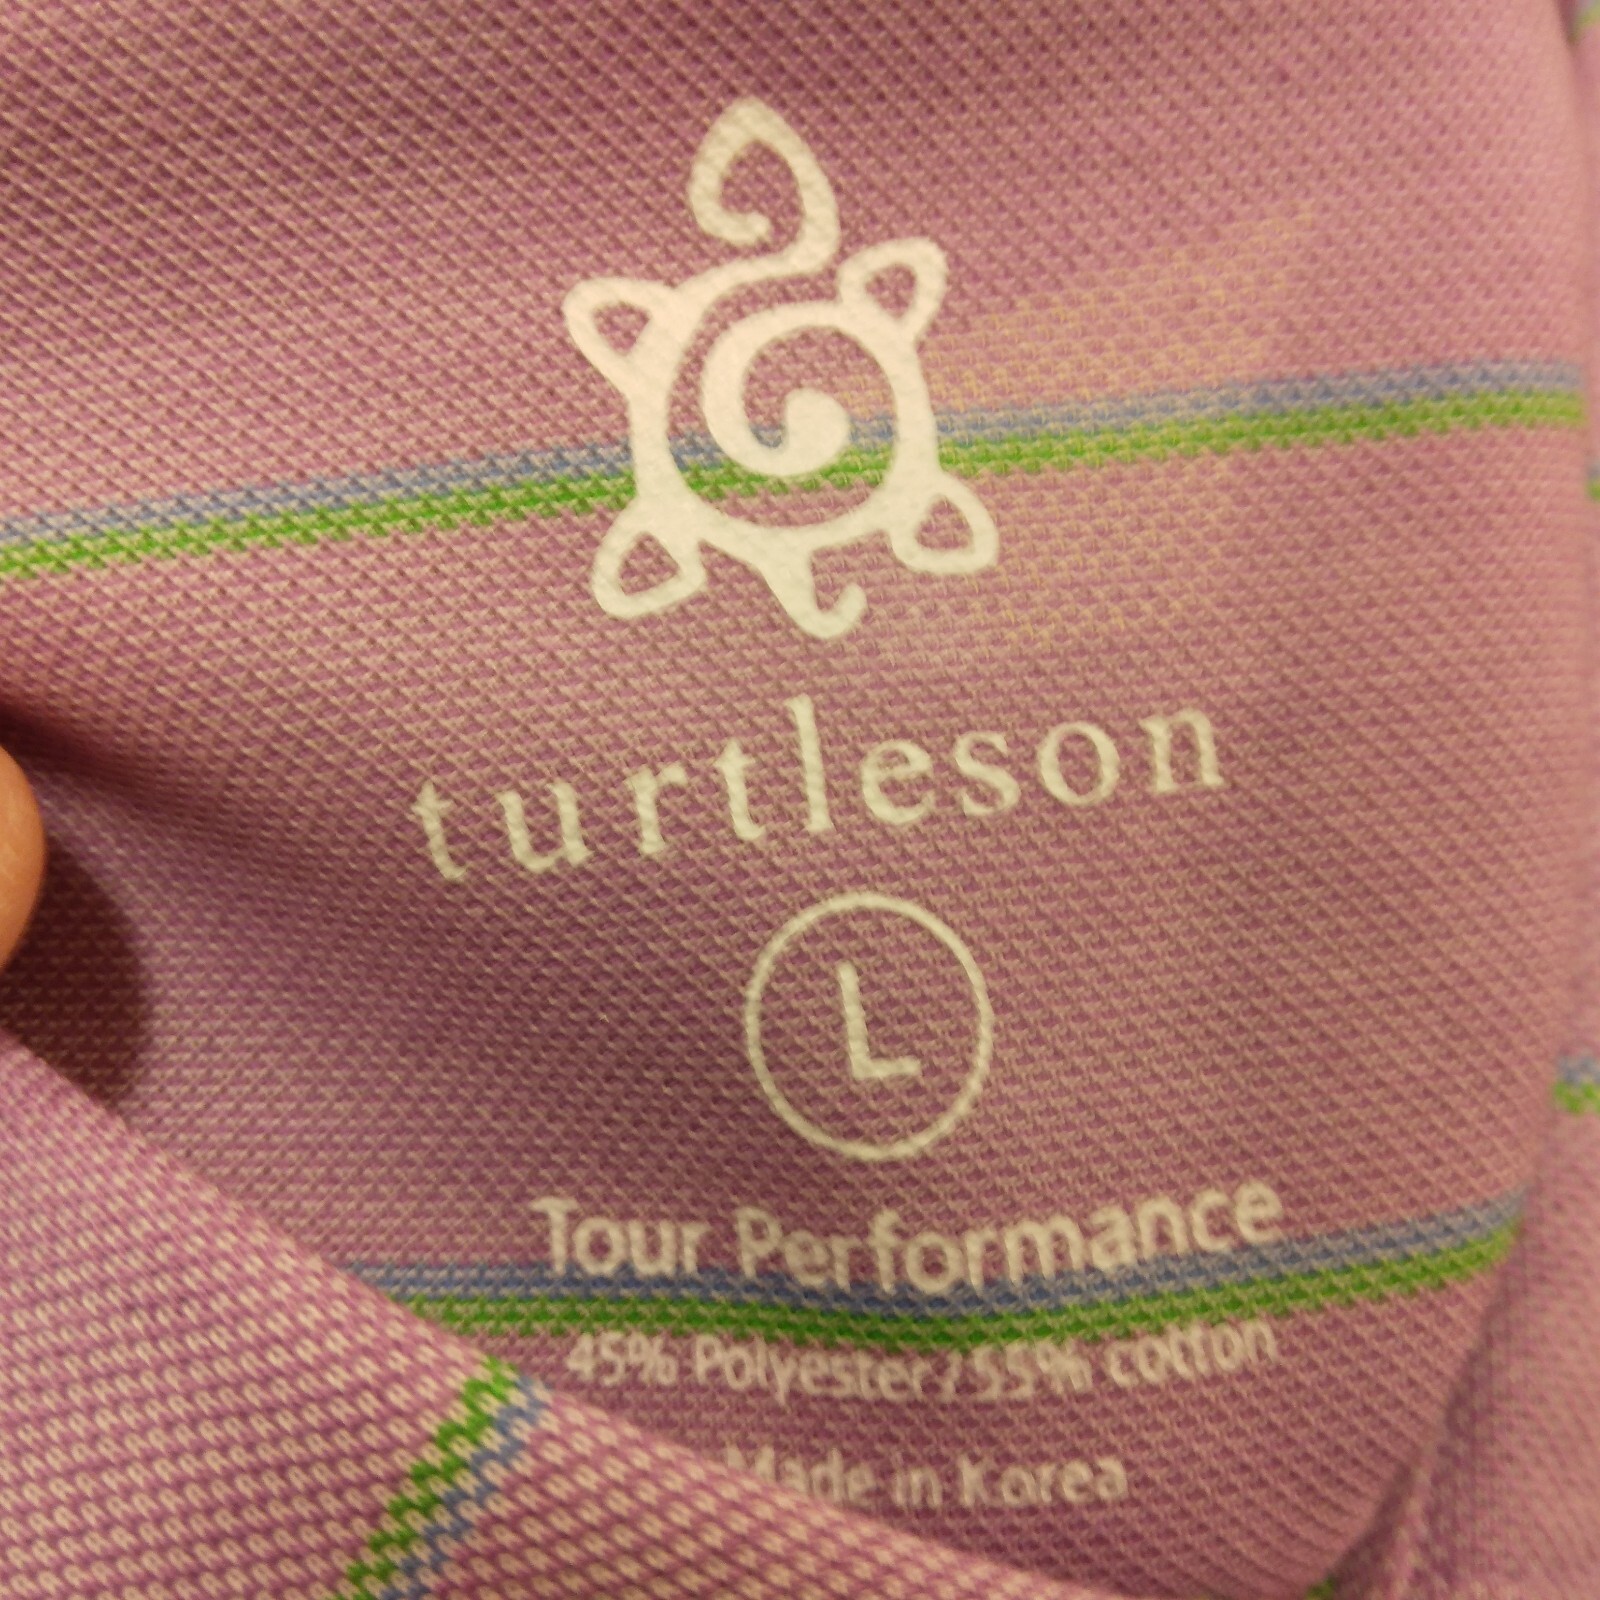 turtleson
L
Tour Performance
45% Polyester / 55% cotton
Made in Korea